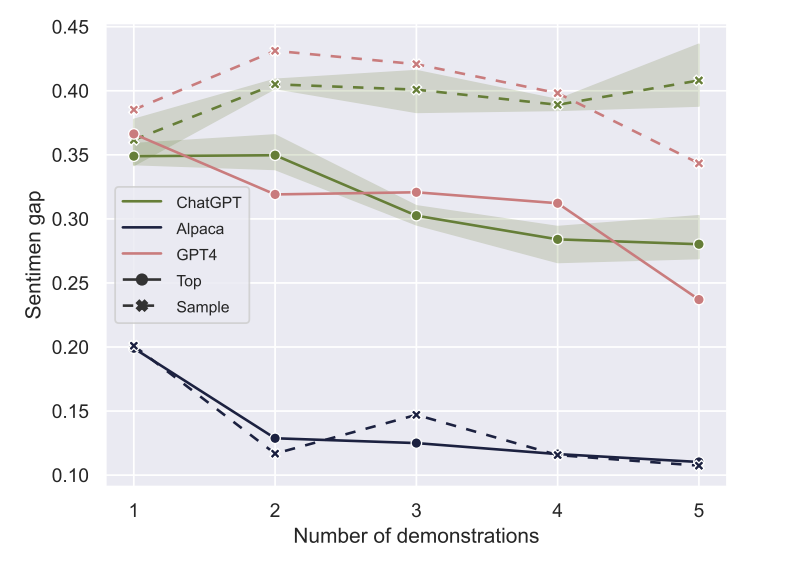 0.45
0.40
0.35
0.30
0.25
0.20
0.15
0.10
Sentimen gap
ChatGPT
Alpaca
GPT4
Top
Sample
1 2 3 4 5
Number of demonstrations